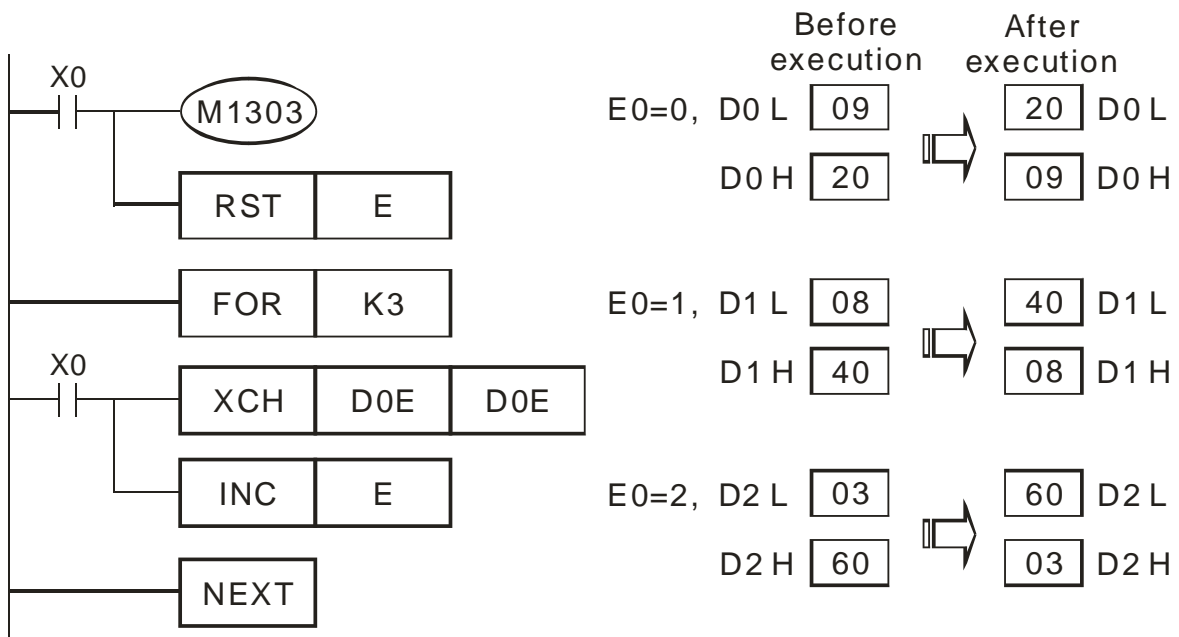 X0
M1303
RST E
FOR K3
X0
XCH D0E D0E
INC E
NEXT
Before execution
After execution
E0=0, D0 L 09 20 D0 L
D0 H 20 09 D0 H
E0=1, D1 L 08 40 D1 L
D1 H 40 08 D1 H
E0=2, D2 L 03 60 D2 L
D2 H 60 03 D2 H